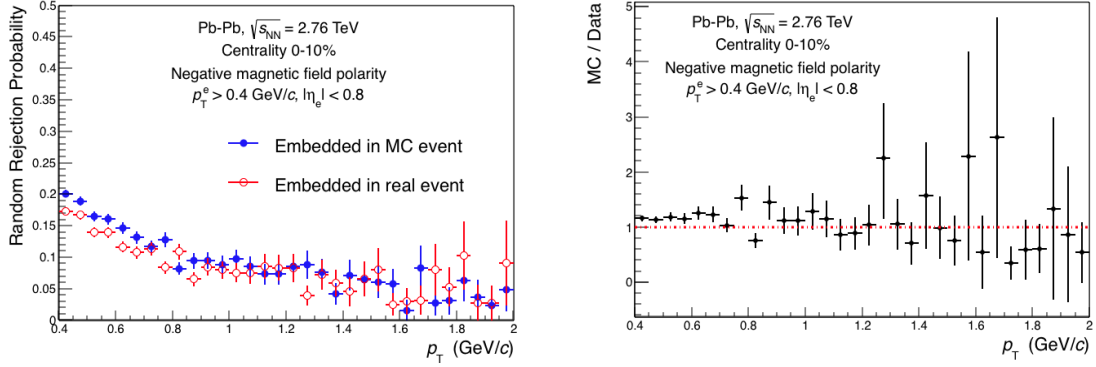 Random Rejection Probability
0.5
0.45
0.4
0.35
0.3
0.25
0.2
0.15
0.1
0.05
0
Pb-Pb, √sNN = 2.76 TeV
Centrality 0-10%
Negative magnetic field polarity
pTe > 0.4 GeV/c, |ηe| < 0.8
Embedded in MC event
Embedded in real event
0.4 0.6 0.8 1 1.2 1.4 1.6 1.8 2
pT (GeV/c)
MC / Data
5
4
3
2
1
0
Pb-Pb, √sNN = 2.76 TeV
Centrality 0-10%
Negative magnetic field polarity
pTe > 0.4 GeV/c, |ηe| < 0.8
0.4 0.6 0.8 1 1.2 1.4 1.6 1.8 2
pT (GeV/c)